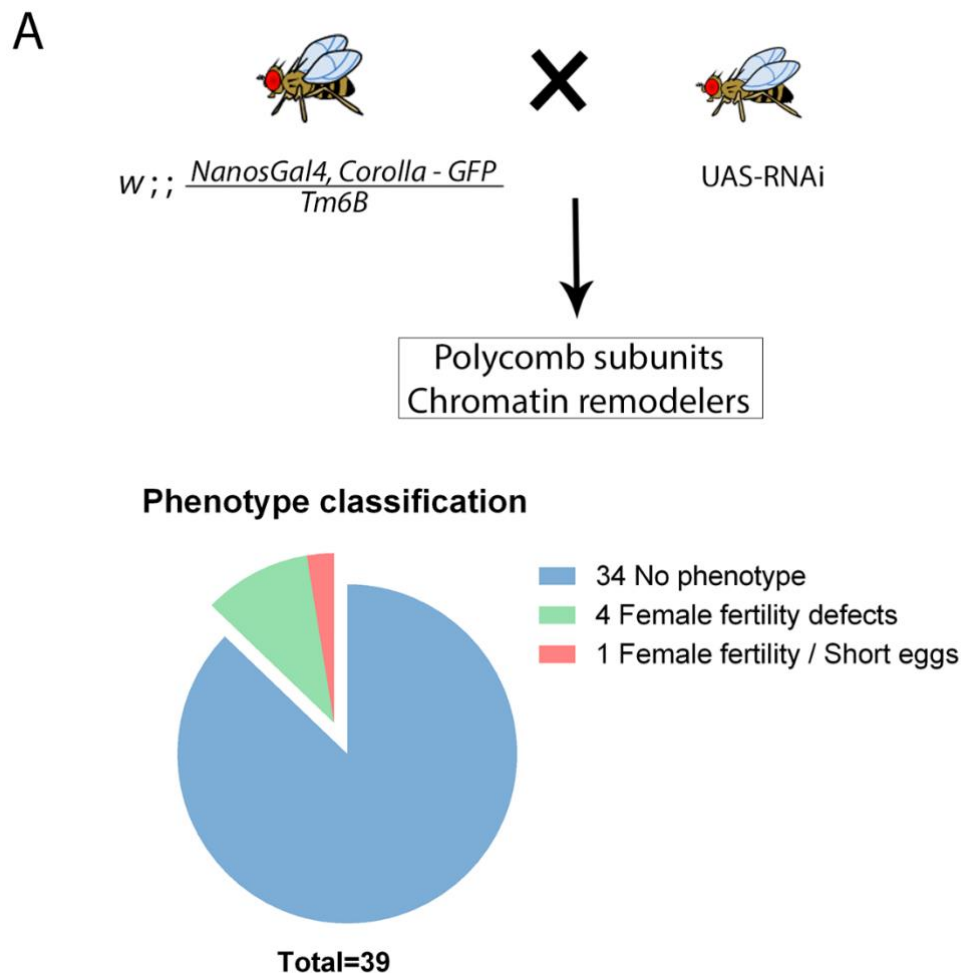 A
w ; ; NanosGal4, Corolla - GFP
Tm6B
UAS-RNAi
Polycomb subunits
Chromatin remodelers
Phenotype classification
34 No phenotype
4 Female fertility defects
1 Female fertility / Short eggs
Total=39